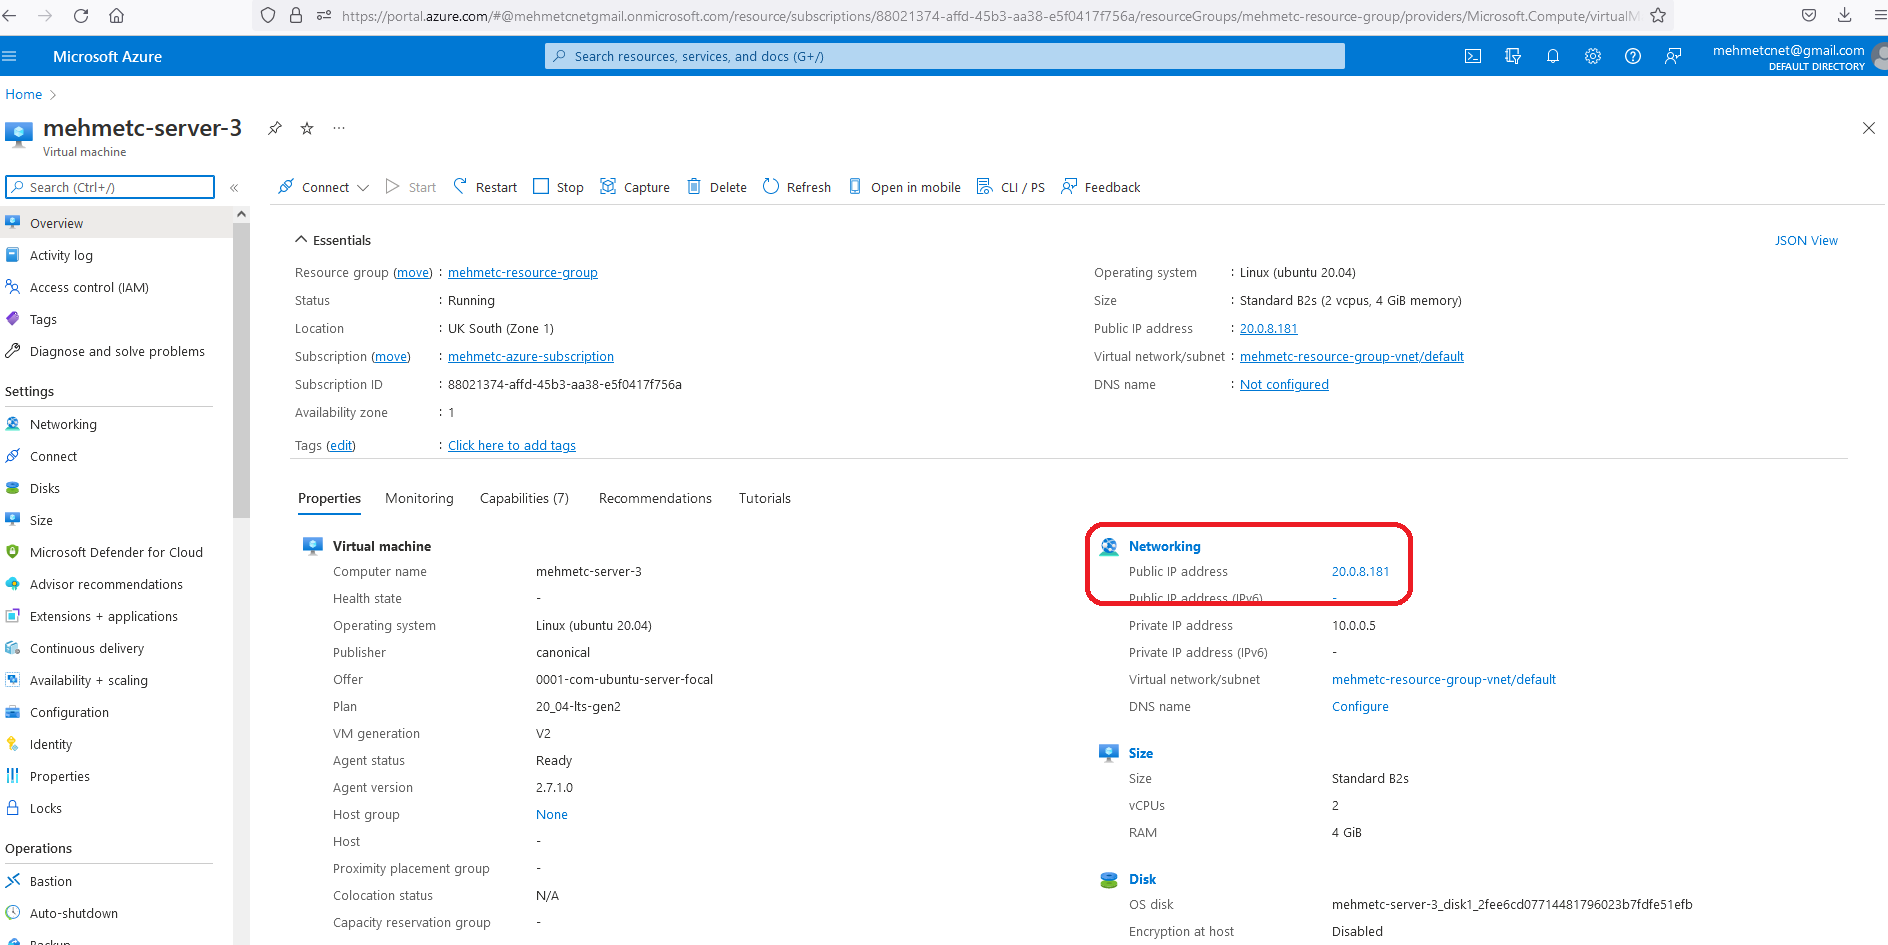 https://portal.azure.com/#@mehmetcnetgmail.onmicrosoft.com/resource/subscriptions/88021374-affd-45b3-aa38-e5f0417f756a/resourceGroups/mehmetc-resource-group/providers/Microsoft.Compute/virtualM
Microsoft Azure
Search resources, services, and docs (G+/)
mehmetcnet@gmail.com
DEFAULT DIRECTORY
Home >
mehmetc-server-3
Virtual machine
Search (Ctrl+/)
Overview
Activity log
Access control (IAM)
Tags
Diagnose and solve problems
Settings
Networking
Connect
Disks
Size
Microsoft Defender for Cloud
Advisor recommendations
Extensions + applications
Continuous delivery
Availability + scaling
Configuration
Identity
Properties
Locks
Operations
Bastion
Auto-shutdown
Backup
Connect Start Restart Stop Capture Delete Refresh Open in mobile CLI / PS Feedback
Essentials
JSON View
Resource group (move) : mehmetc-resource-group
Status : Running
Location : UK South (Zone 1)
Subscription (move) : mehmetc-azure-subscription
Subscription ID : 88021374-affd-45b3-aa38-e5f0417f756a
Availability zone : 1
Tags (edit) : Click here to add tags
Operating system : Linux (ubuntu 20.04)
Size : Standard B2s (2 vcpus, 4 GiB memory)
Public IP address : 20.0.8.181
Virtual network/subnet : mehmetc-resource-group-vnet/default
DNS name : Not configured
Properties Monitoring Capabilities (7) Recommendations Tutorials
Virtual machine
Computer name mehmetc-server-3
Health state -
Operating system Linux (ubuntu 20.04)
Publisher canonical
Offer 0001-com-ubuntu-server-focal
Plan 20_04-lts-gen2
VM generation V2
Agent status Ready
Agent version 2.7.1.0
Host group None
Host -
Proximity placement group -
Colocation status N/A
Capacity reservation group -
Networking
Public IP address 20.0.8.181
Public IP address (IPv6) -
Private IP address 10.0.0.5
Private IP address (IPv6) -
Virtual network/subnet mehmetc-resource-group-vnet/default
DNS name Configure
Size
Size Standard B2s
vCPUs 2
RAM 4 GiB
Disk
OS disk mehmetc-server-3_disk1_2fee6cd07714481796023b7fdfe51efb
Encryption at host Disabled